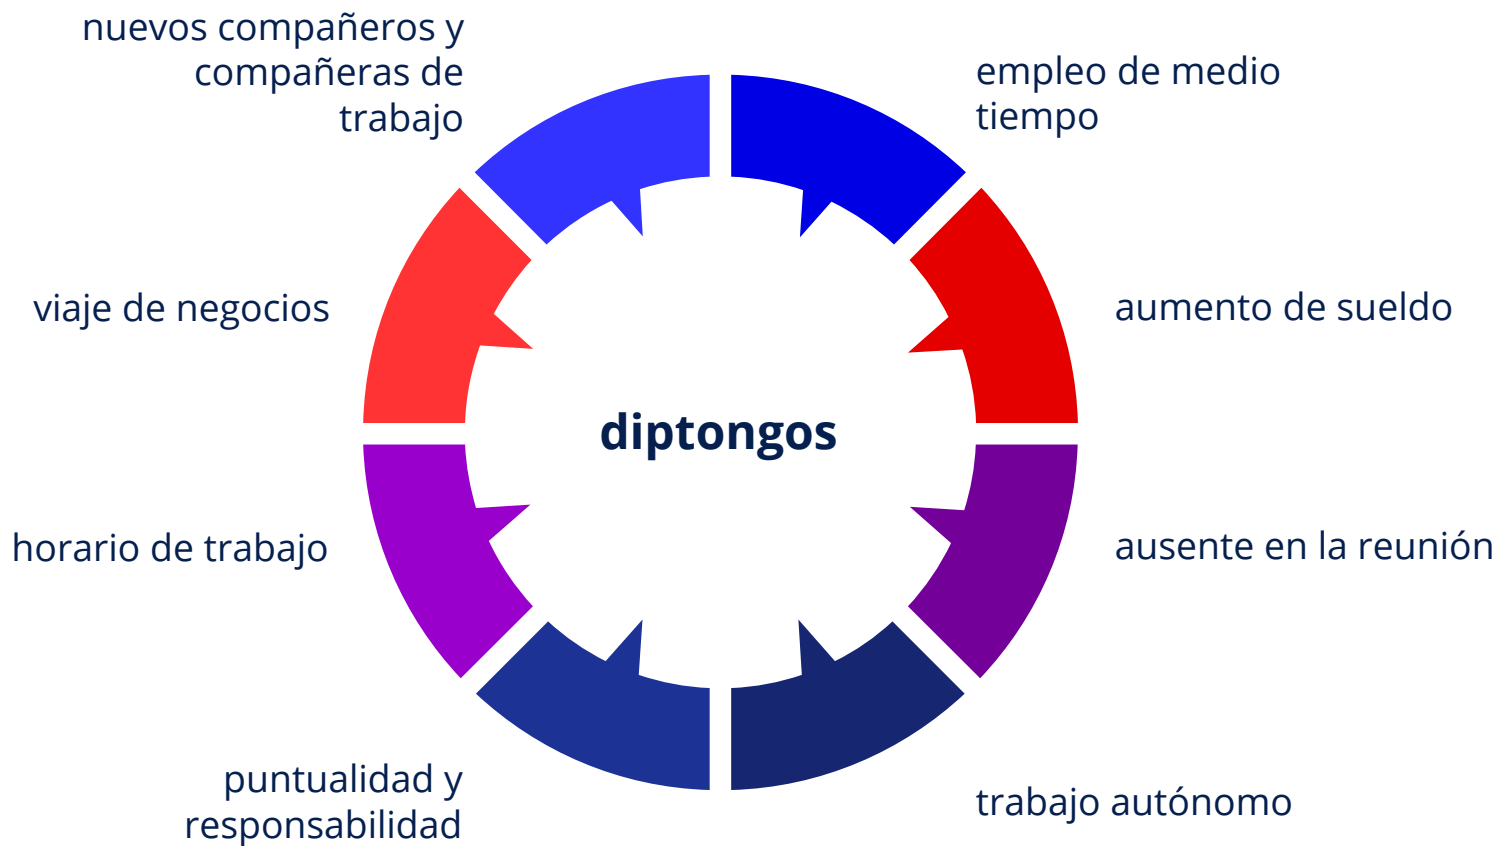 nuevos compañeros y
compañeras de
trabajo
empleo de medio
tiempo
viaje de negocios
aumento de sueldo
diptongos
horario de trabajo
ausente en la reunión
puntualidad y
responsabilidad
trabajo autónomo